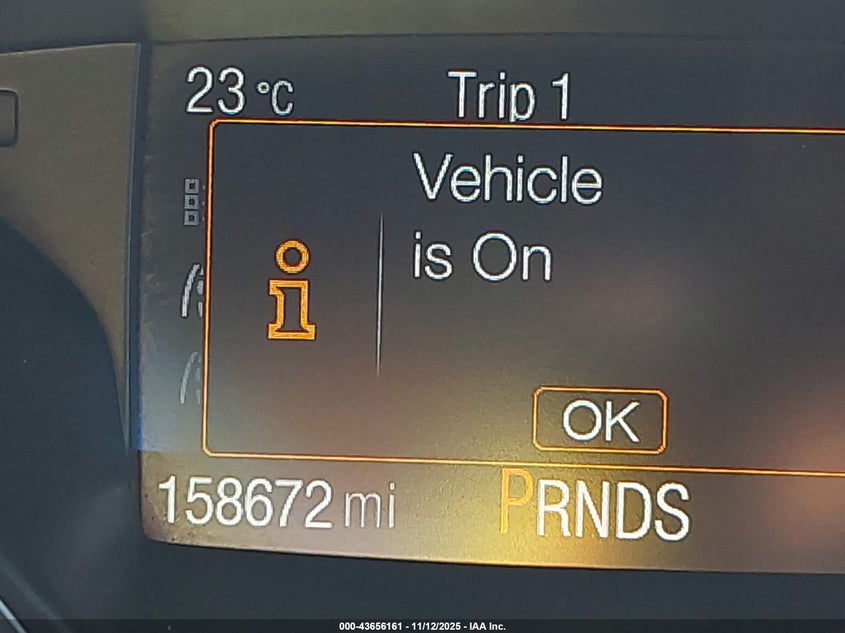 23 °C Trip 1
Vehicle
is On
OK
158672 mi PRNDS
000-43656161 - 11/12/2025 - IAA Inc.